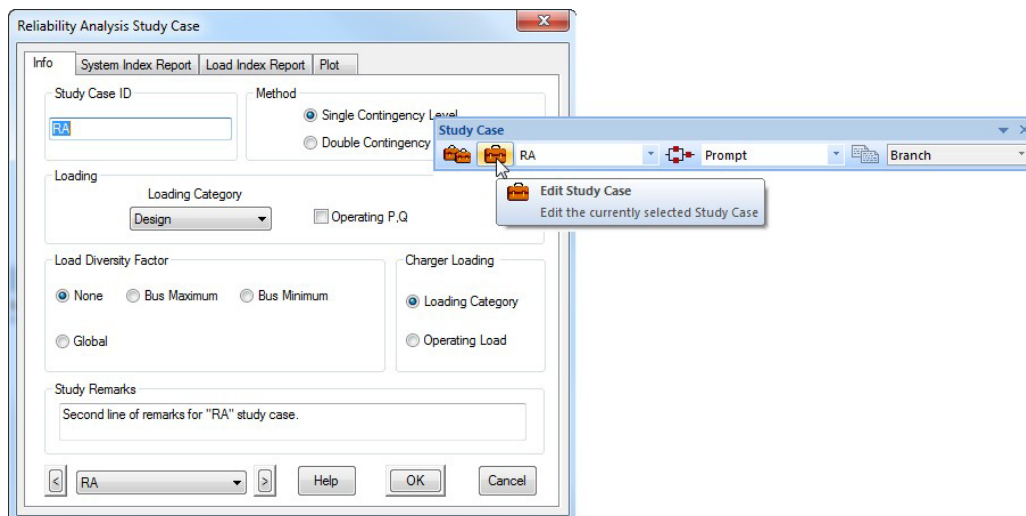 Reliability Analysis Study Case
x
Info System Index Report Load Index Report Plot
Study Case ID
RA
Method
Single Contingency Level
Double Contingency
Study Case
RA Prompt Branch
Edit Study Case
Edit the currently selected Study Case
Loading
Loading Category
Design
Operating P,Q
Load Diversity Factor
None Bus Maximum Bus Minimum
Global
Charger Loading
Loading Category
Operating Load
Study Remarks
Second line of remarks for "RA" study case.
< RA > Help OK Cancel